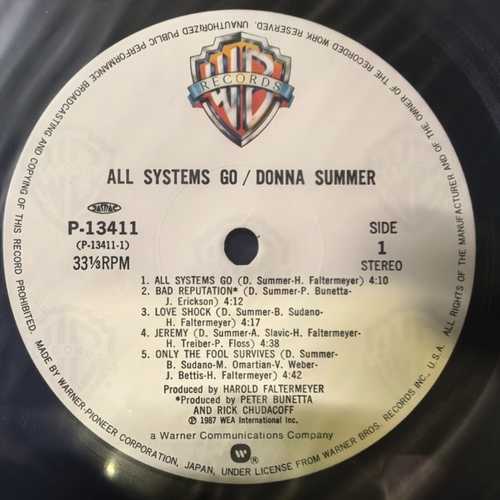 UNAUTHORIZED PUBLIC PERFORMANCE BROADCASTING AND COPYING OF THIS RECORD PROHIBITED.
ALL RIGHTS OF THE MANUFACTURER AND OF THE OWNER OF THE RECORDED WORK RESERVED.
WB
RECORDS
ALL SYSTEMS GO / DONNA SUMMER
P-13411
(P-13411-1)
33⅓RPM
SIDE
1
STEREO
1. ALL SYSTEMS GO (D. Summer-H. Faltermeyer) 4:10
2. BAD REPUTATION* (D. Summer-P. Bunetta-
J. Erickson) 4:12
3. LOVE SHOCK (D. Summer-B. Sudano-
H. Faltermeyer) 4:17
4. JEREMY (D. Summer-A. Slavic-H. Faltermeyer-
H. Treiber-P. Floss) 4:38
5. ONLY THE FOOL SURVIVES (D. Summer-
B. Sudano-M. Omartian-V. Weber-
J. Bettis-H. Faltermeyer) 4:42
Produced by HAROLD FALTERMEYER
*Produced by PETER BUNETTA
AND RICK CHUDACOFF
℗ 1987 WEA International Inc.
a Warner Communications Company
MADE BY WARNER-PIONEER CORPORATION, JAPAN, UNDER LICENSE FROM WARNER BROS. RECORDS INC., U.S.A.